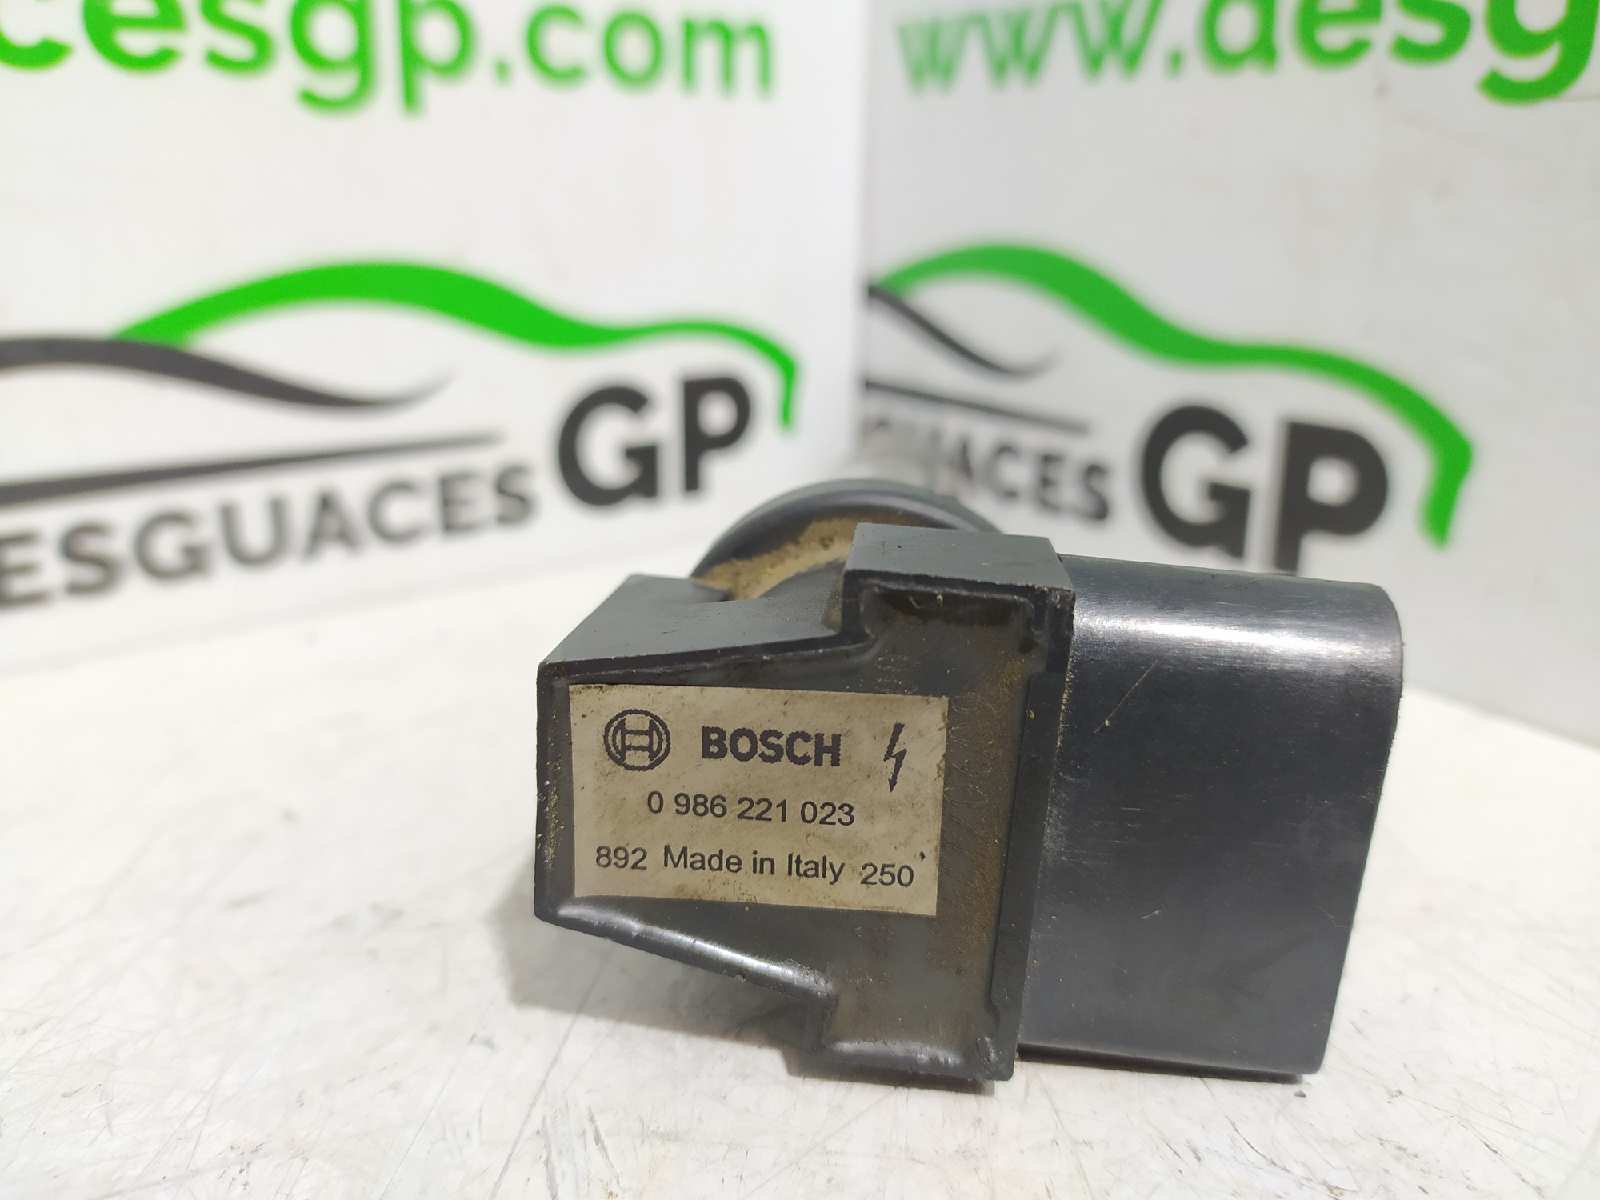 cesgp.com
www.desg
ESGUACES GP
GUACES GP
BOSCH
0 986 221 023
892 Made in Italy 250